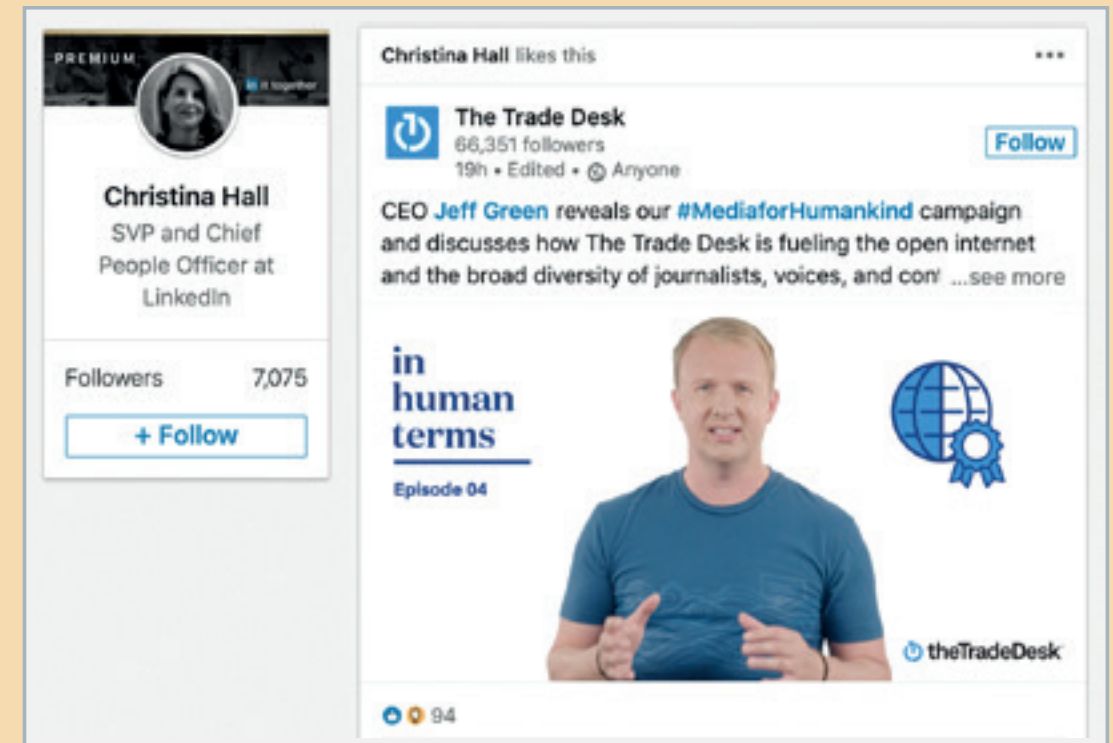 PREMIUM
in it together
Christina Hall
SVP and Chief
People Officer at
LinkedIn
Followers 7,075
+ Follow
Christina Hall likes this
The Trade Desk
66,351 followers
Follow
19h • Edited • Anyone
CEO Jeff Green reveals our #MediaforHumankind campaign
and discusses how The Trade Desk is fueling the open internet
and the broad diversity of journalists, voices, and con ...see more
in
human
terms
Episode 04
theTradeDesk
94